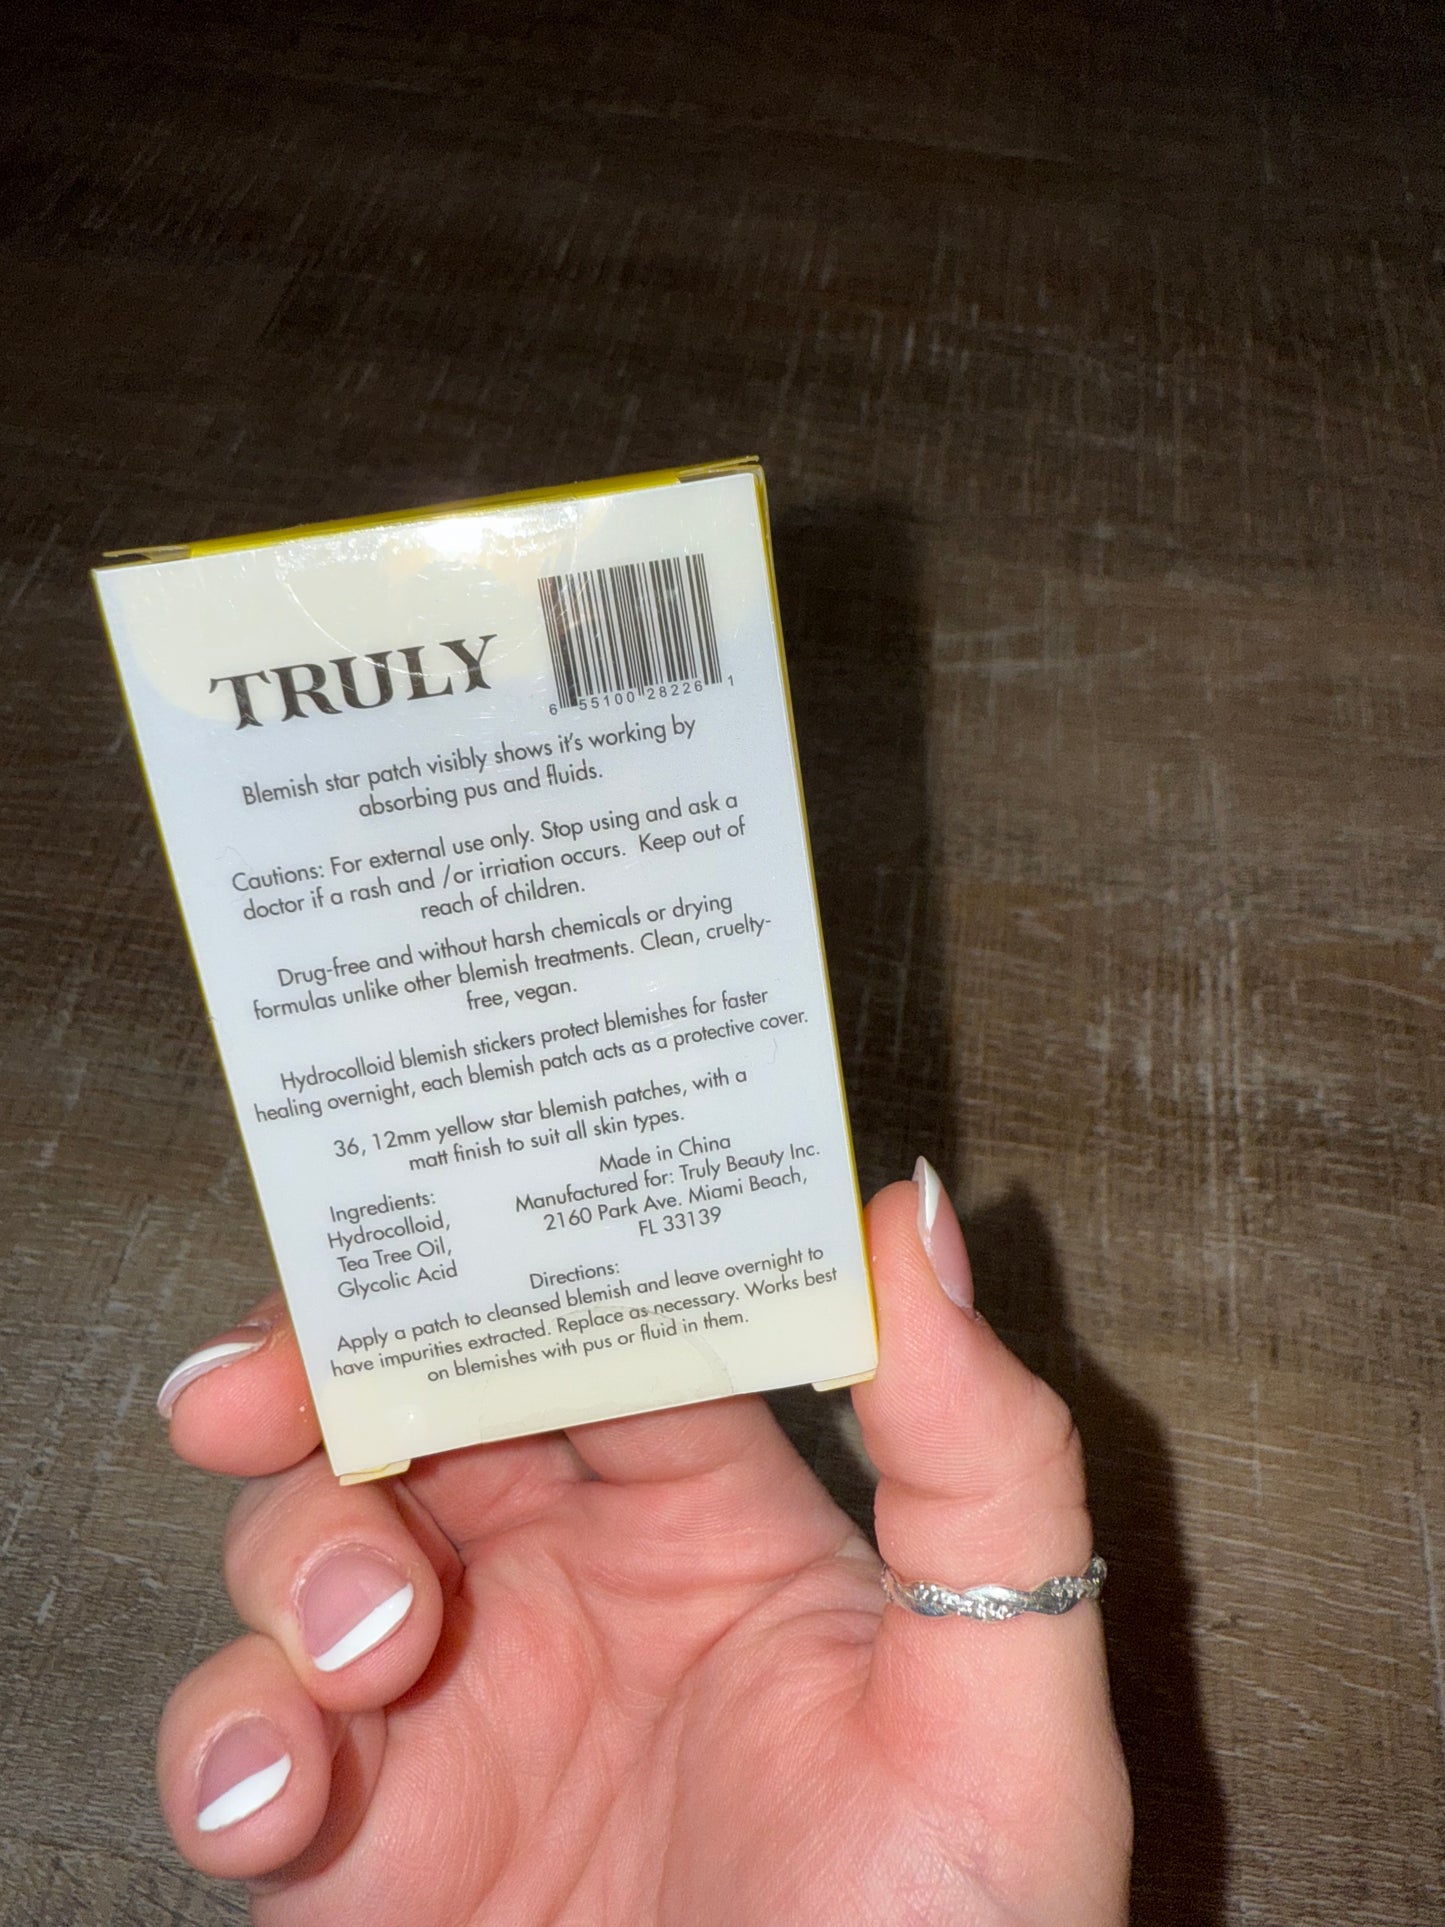 TRULY
6 55100 28226 1
Blemish star patch visibly shows it's working by
absorbing pus and fluids.
Cautions: For external use only. Stop using and ask a
doctor if a rash and /or irriation occurs. Keep out of
reach of children.
Drug-free and without harsh chemicals or drying
formulas unlike other blemish treatments. Clean, cruelty-
free, vegan.
Hydrocolloid blemish stickers protect blemishes for faster
healing overnight, each blemish patch acts as a protective cover.
36, 12mm yellow star blemish patches, with a
matt finish to suit all skin types.
Ingredients:
Hydrocolloid,
Tea Tree Oil,
Glycolic Acid
Made in China
Manufactured for: Truly Beauty Inc.
2160 Park Ave. Miami Beach,
FL 33139
Directions:
Apply a patch to cleansed blemish and leave overnight to
have impurities extracted. Replace as necessary. Works best
on blemishes with pus or fluid in them.